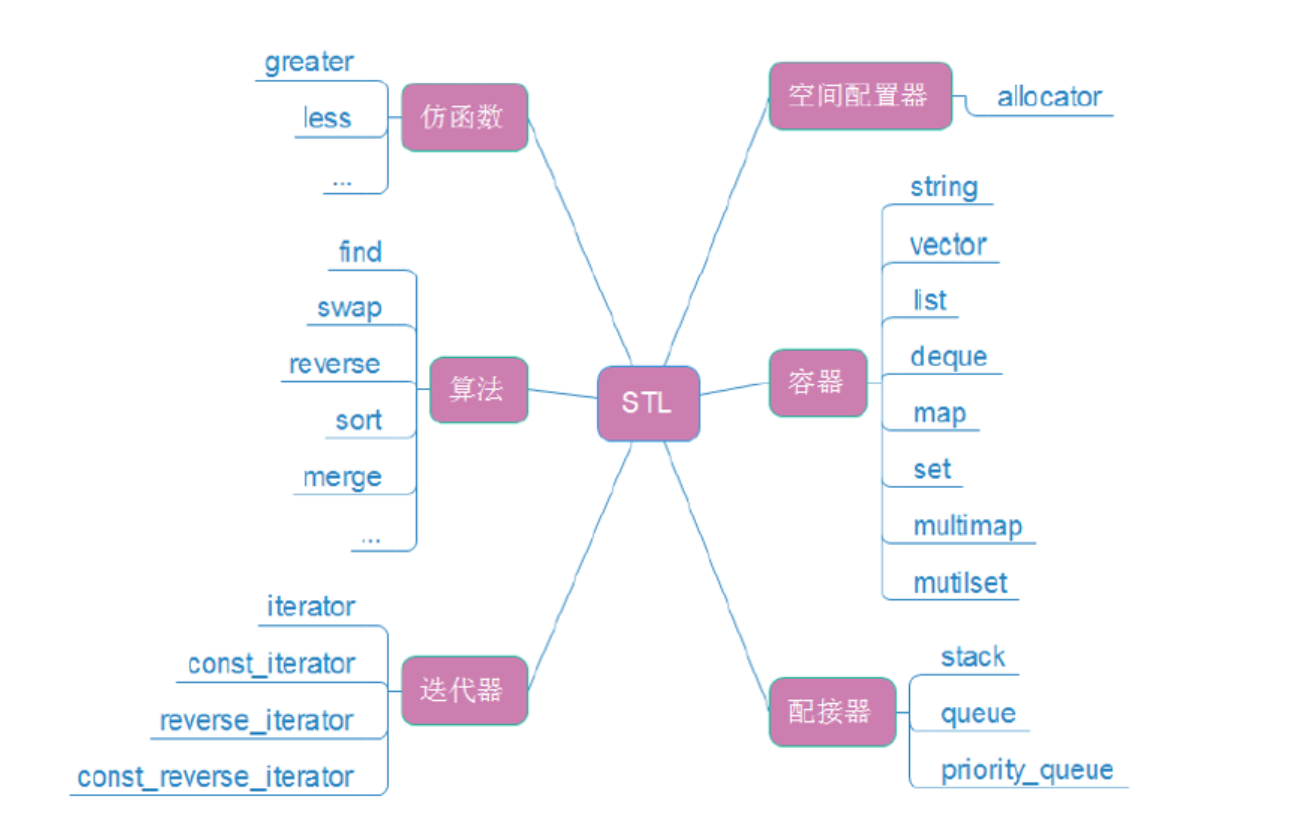 STL
仿函数
greater
less
...
算法
find
swap
reverse
sort
merge
...
迭代器
iterator
const_iterator
reverse_iterator
const_reverse_iterator
空间配置器
allocator
容器
string
vector
list
deque
map
set
multimap
mutilset
配接器
stack
queue
priority_queue